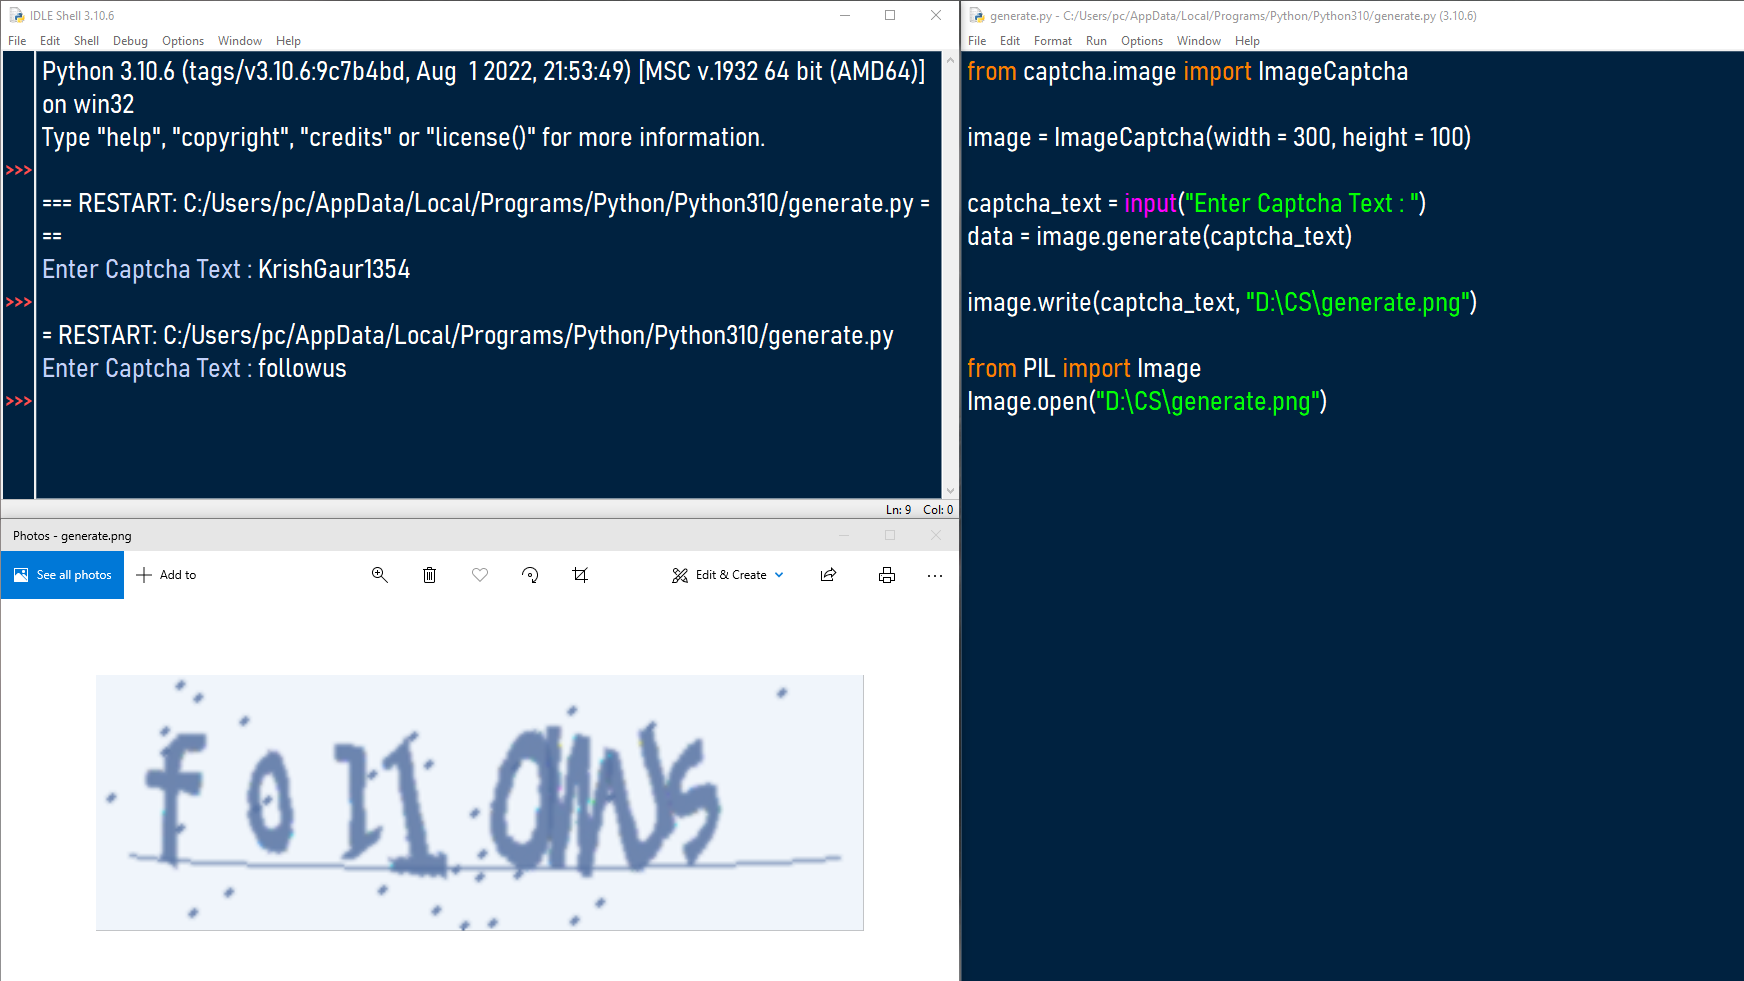 IDLE Shell 3.10.6
File Edit Shell Debug Options Window Help
Python 3.10.6 (tags/v3.10.6:9c7b4bd, Aug  1 2022, 21:53:49) [MSC v.1932 64 bit (AMD64)]
on win32
Type "help", "copyright", "credits" or "license()" for more information.
>>>
=== RESTART: C:/Users/pc/AppData/Local/Programs/Python/Python310/generate.py =
==
Enter Captcha Text : KrishGaur1354
>>>
= RESTART: C:/Users/pc/AppData/Local/Programs/Python/Python310/generate.py
Enter Captcha Text : followus
>>>
Ln: 9 Col: 0
Photos - generate.png
See all photos Add to Edit & Create
followus
generate.py - C:/Users/pc/AppData/Local/Programs/Python/Python310/generate.py (3.10.6)
File Edit Format Run Options Window Help
from captcha.image import ImageCaptcha
image = ImageCaptcha(width = 300, height = 100)
captcha_text = input("Enter Captcha Text : ")
data = image.generate(captcha_text)
image.write(captcha_text, "D:\CS\generate.png")
from PIL import Image
Image.open("D:\CS\generate.png")